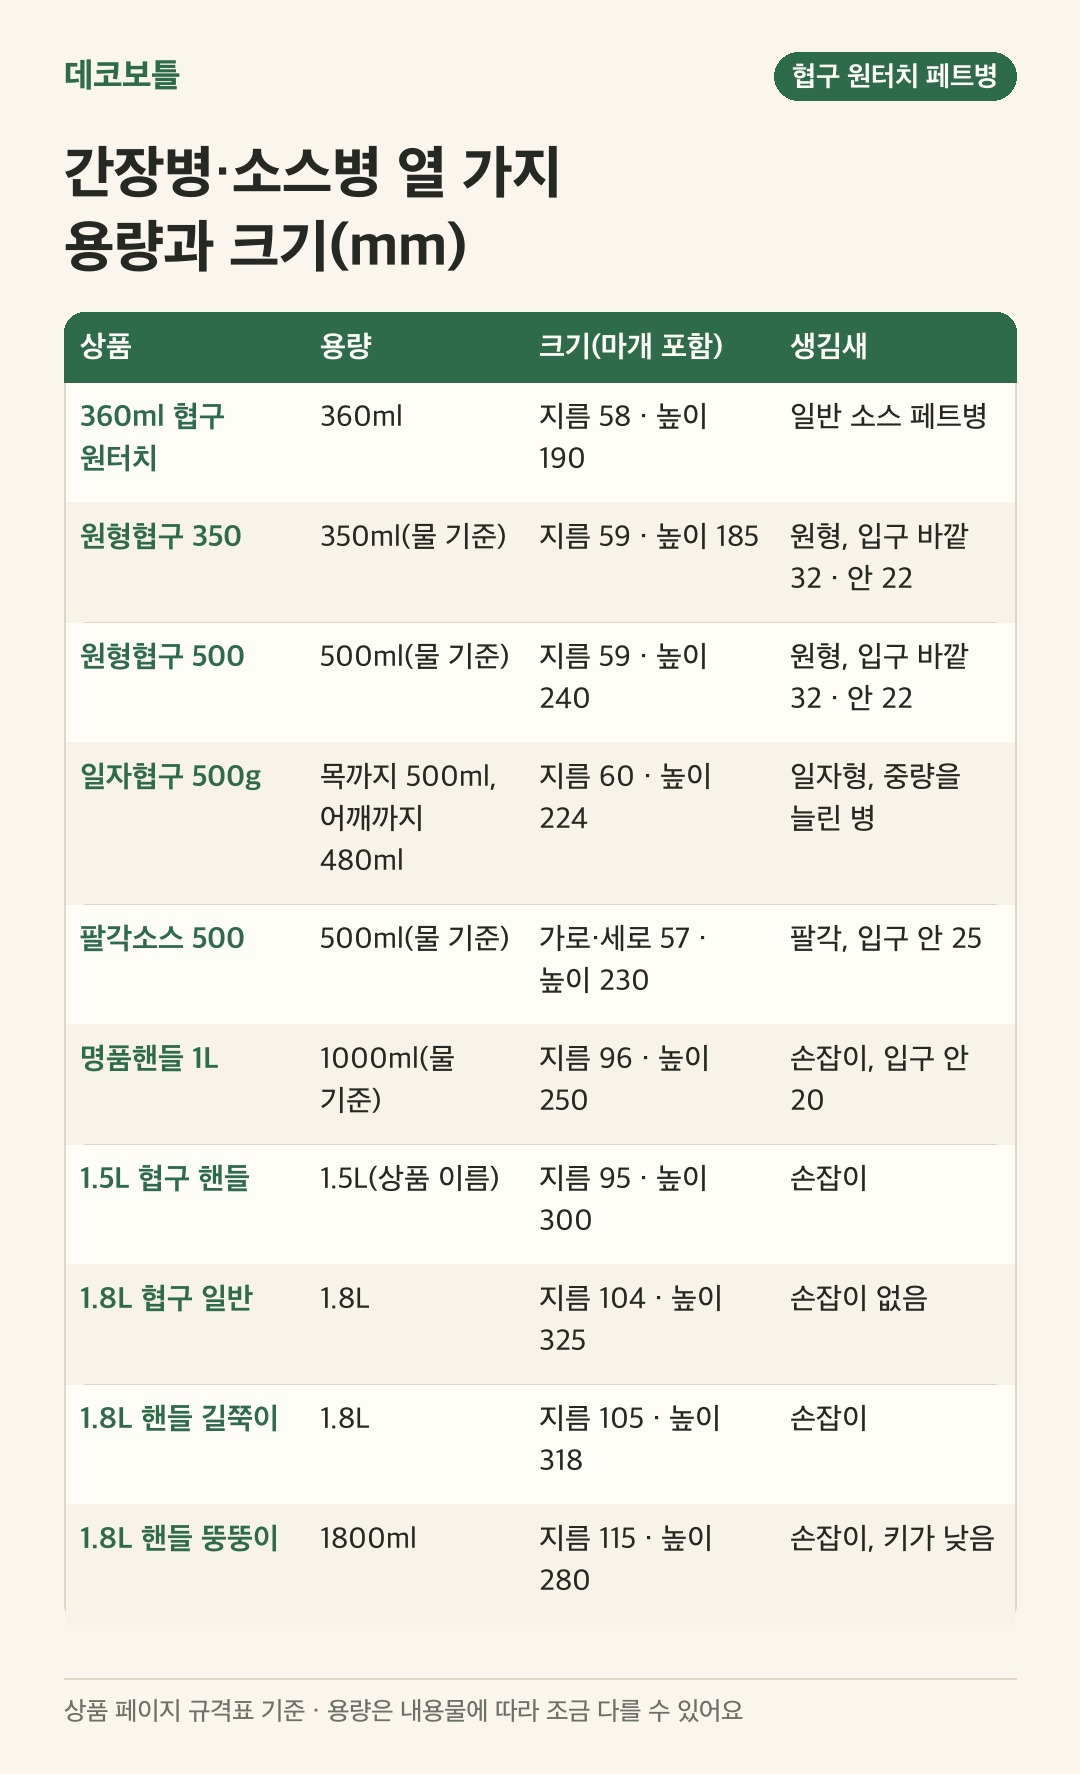 데코보틀
협구 원터치 페트병
간장병·소스병 열 가지
용량과 크기(mm)
상품 용량 크기(마개 포함) 생김새
360ml 협구
원터치
360ml
지름 58 · 높이
190
일반 소스 페트병
원형협구 350
350ml(물 기준)
지름 59 · 높이 185
원형, 입구 바깥
32 · 안 22
원형협구 500
500ml(물 기준)
지름 59 · 높이
240
원형, 입구 바깥
32 · 안 22
일자협구 500g
목까지 500ml,
어깨까지
480ml
지름 60 · 높이
224
일자형, 중량을
늘린 병
팔각소스 500
500ml(물 기준)
가로·세로 57 ·
높이 230
팔각, 입구 안 25
명품핸들 1L
1000ml(물
기준)
지름 96 · 높이
250
손잡이, 입구 안
20
1.5L 협구 핸들
1.5L(상품 이름)
지름 95 · 높이
300
손잡이
1.8L 협구 일반
1.8L
지름 104 · 높이
325
손잡이 없음
1.8L 핸들 길쭉이
1.8L
지름 105 · 높이
318
손잡이
1.8L 핸들 뚱뚱이
1800ml
지름 115 · 높이
280
손잡이, 키가 낮음
상품 페이지 규격표 기준 · 용량은 내용물에 따라 조금 다를 수 있어요